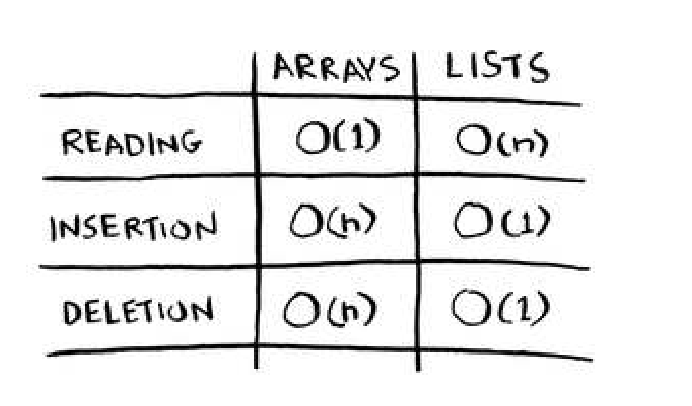 ARRAYS LISTS
READING O(1) O(n)
INSERTION O(n) O(1)
DELETION O(n) O(1)